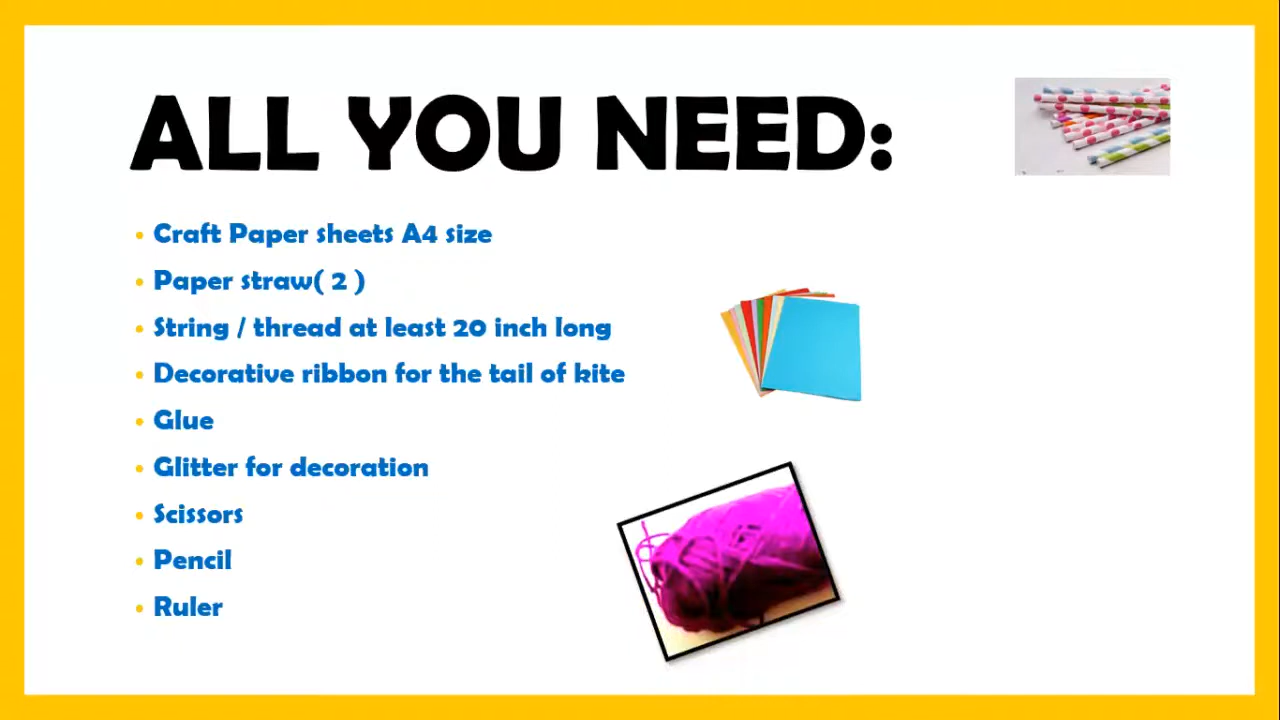 ALL YOU NEED:
• Craft Paper sheets A4 size
• Paper straw( 2 )
• String / thread at least 20 inch long
• Decorative ribbon for the tail of kite
• Glue
• Glitter for decoration
• Scissors
• Pencil
• Ruler